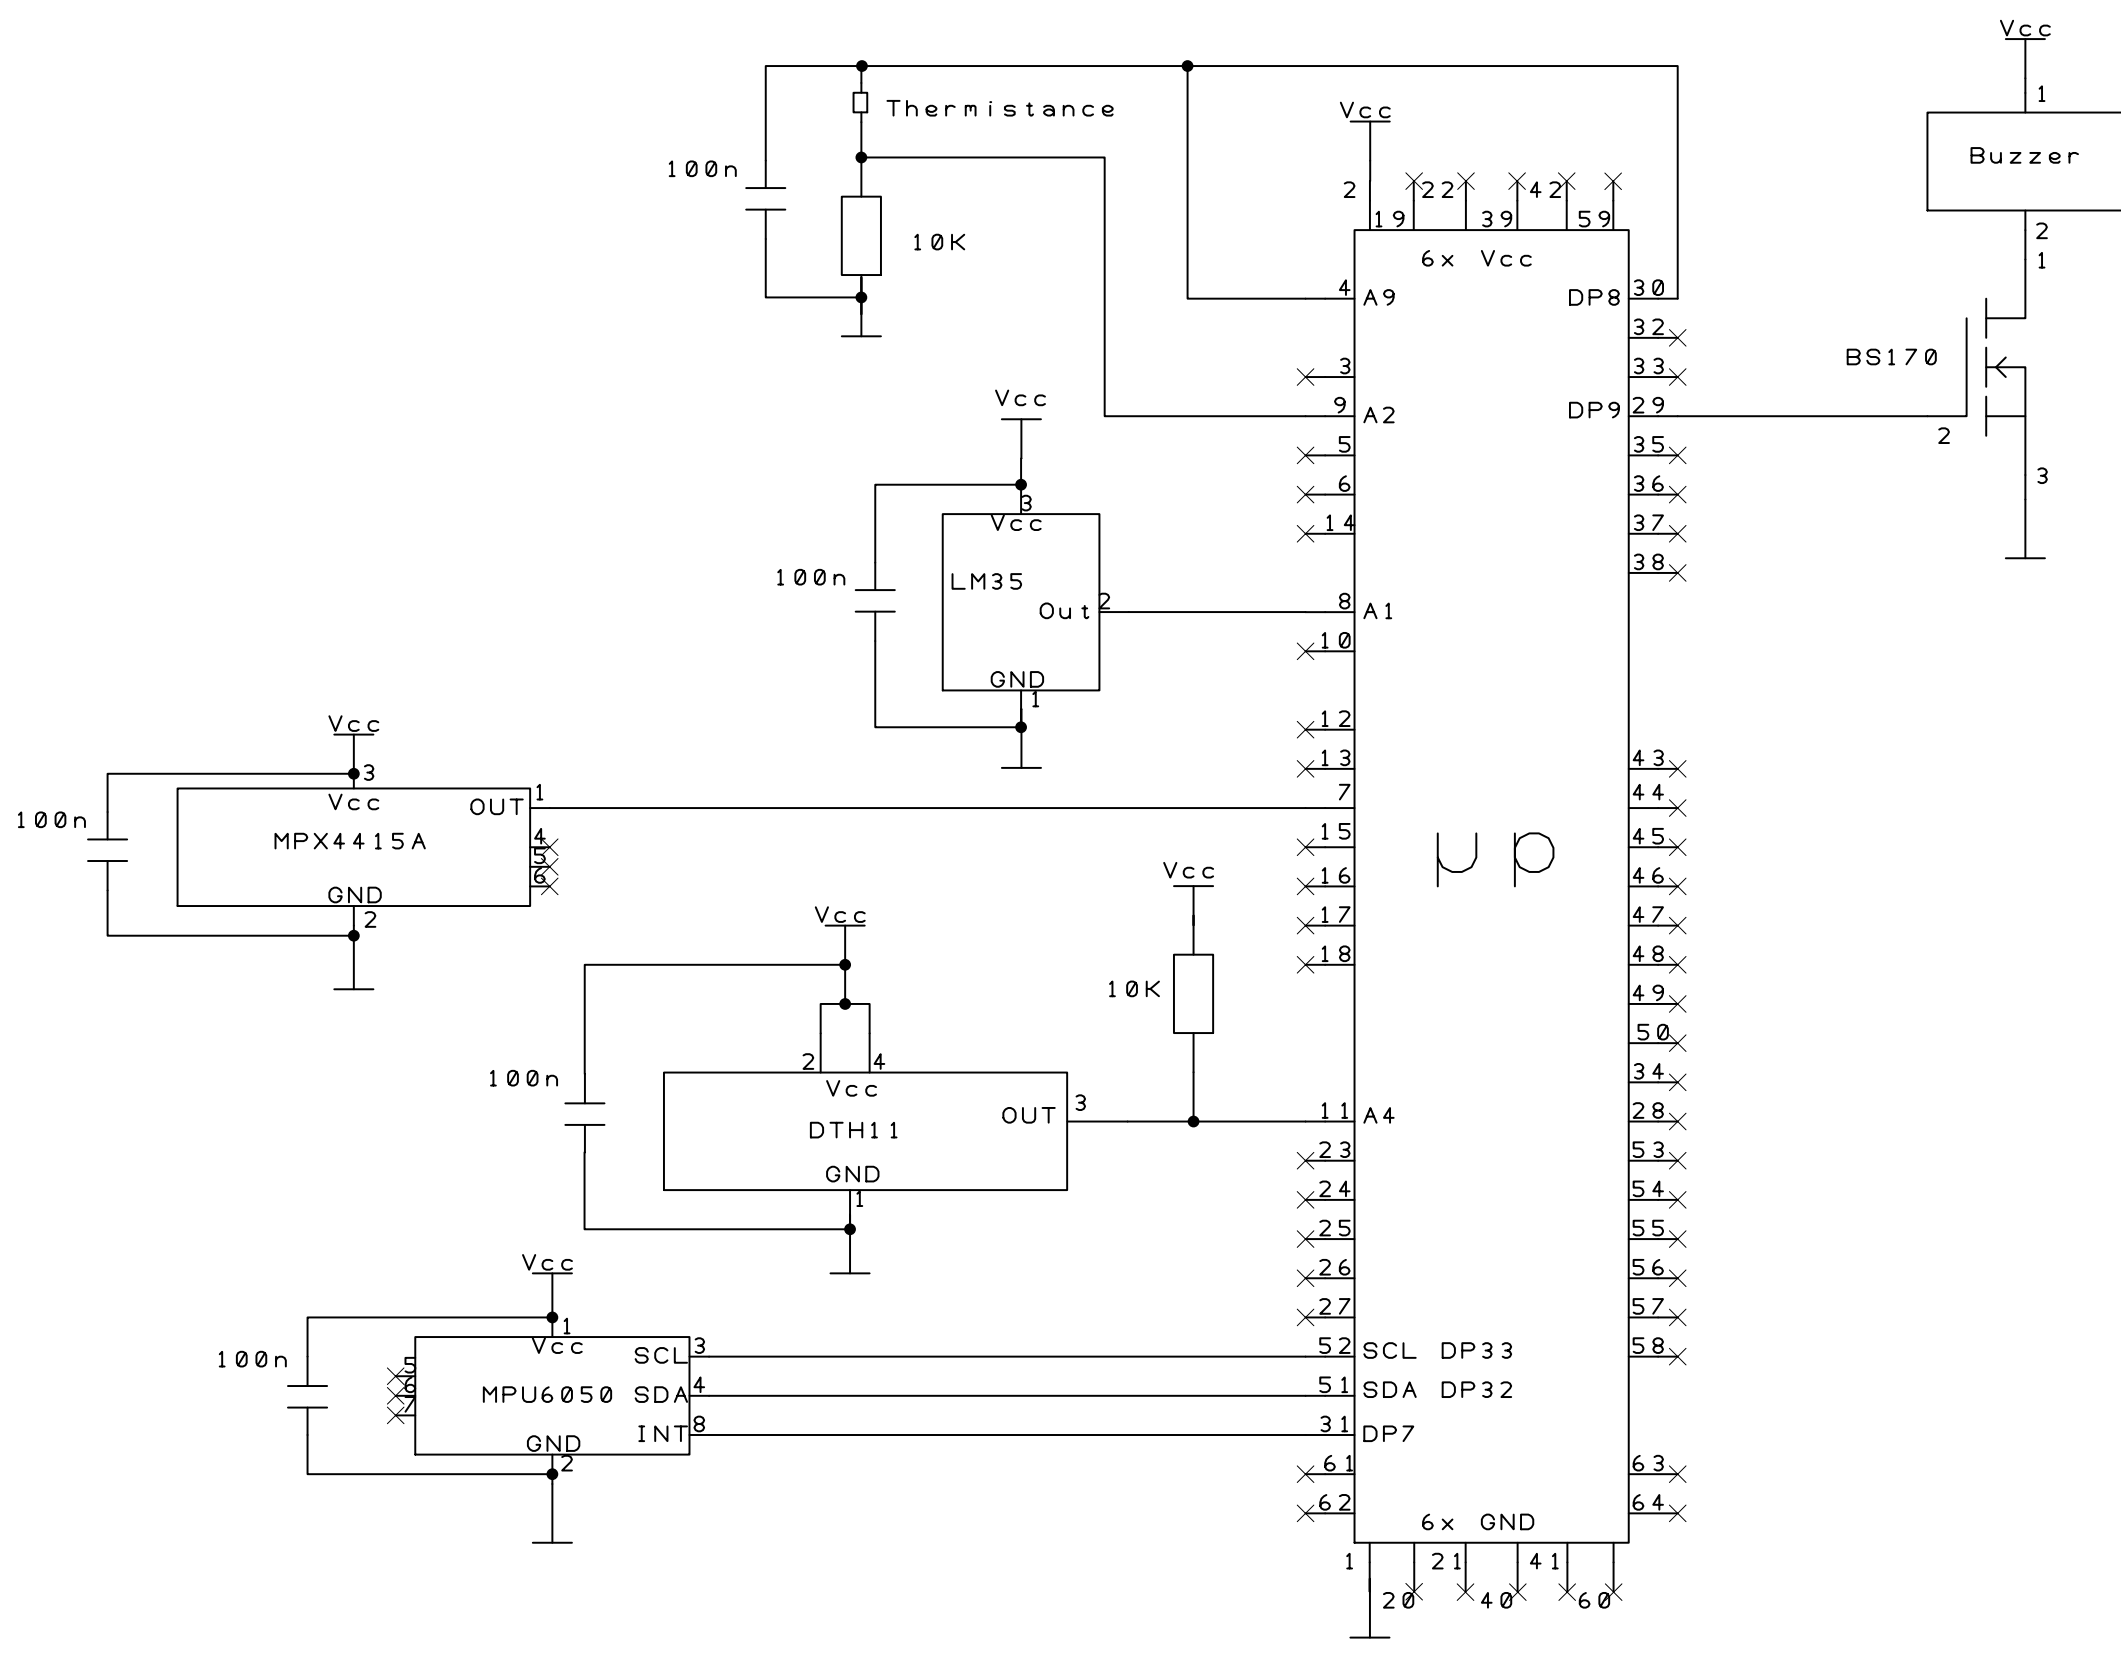 Vcc
1
Buzzer
2
1
BS170
2
3
Thermistance
100n
10K
Vcc
2 19 22 39 42 59
6x Vcc
4 A9 DP8 30
32
3 33
9 A2 DP9 29
5 35
6 36
14 37
38
Vcc
3
Vcc
100n LM35
Out 2 8 A1
10
GND
1
12
13 43
Vcc
3
Vcc OUT 1 7 44
100n
MPX4415A 4 15 45
5
6 16 46
GND
2
µp
17 47
18 48
49
50
34
Vcc
10K
Vcc
2 4
Vcc
100n
OUT 3 11 A4 28
DTH11
GND
1
23 53
24 54
25 55
26 56
27 57
Vcc
1
Vcc
100n
SCL 3 52 SCL DP33 58
5
6
7
MPU6050 SDA 4 51 SDA DP32
INT 8 31 DP7
GND
2
61 63
62 64
6x GND
1 20 21 40 41 60